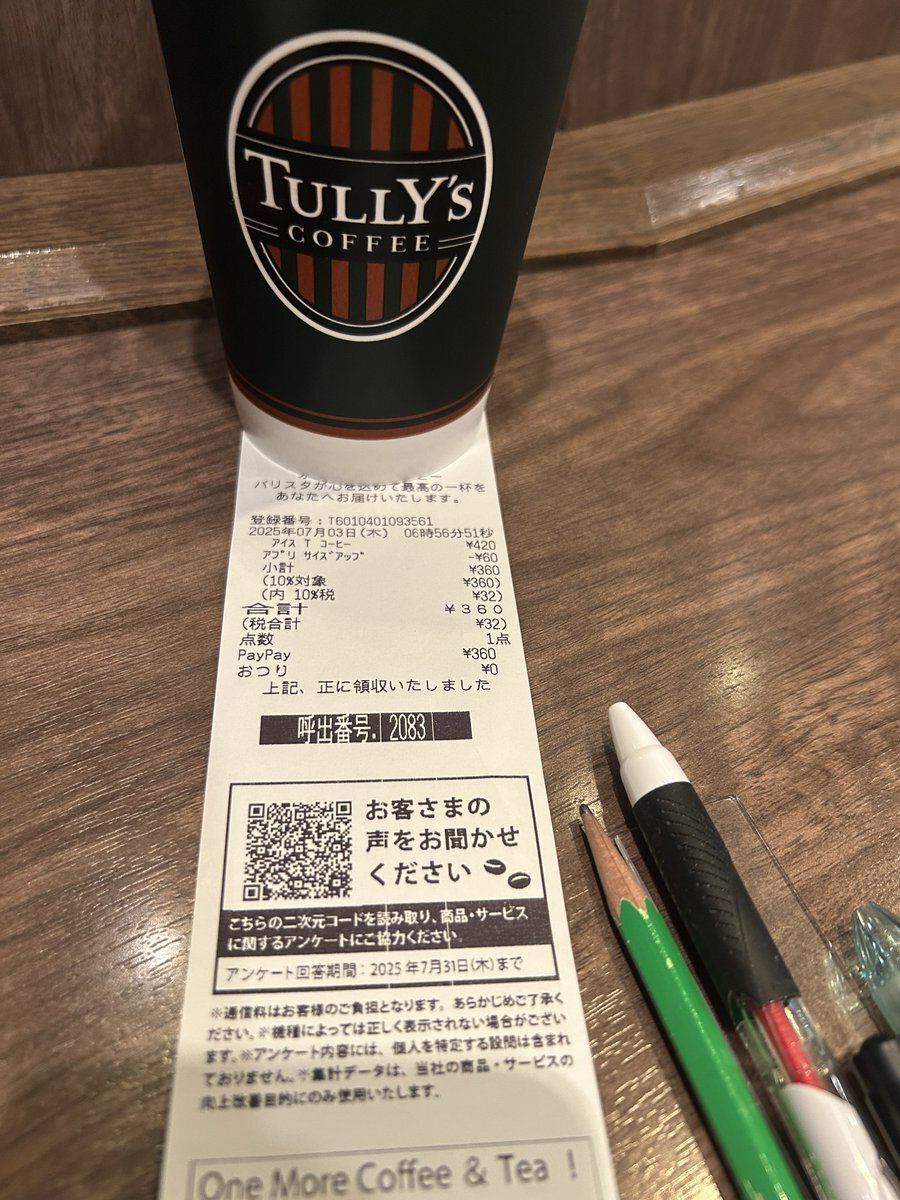 TULLY'S
COFFEE
バリスタが心を込めて最高の一杯を
あなたへお届けいたします。
登録番号：T6010401093561
2025年07月03日(木) 06時56分51秒
アイス T コーヒー ¥420
アプリ サイズアップ -¥60
小計 ¥360
(10%対象 ¥360)
(内 10%税 ¥32)
合計 ¥360
(税合計 ¥32)
点数 1点
PayPay ¥360
おつり ¥0
上記、正に領収いたしました
呼出番号. 2083
お客さまの
声をお聞かせ
ください
こちらの二次元コードを読み取り、商品・サービス
に関するアンケートにご協力ください
アンケート回答期間：2025年7月31日(木)まで
※通信料はお客様のご負担となります。あらかじめご了承く
ださい。※機種によっては正しく表示されない場合がござい
ます。※アンケート内容には、個人を特定する設問は含まれ
ておりません。※集計データは、当社の商品・サービスの
向上改善目的にのみ使用いたします。
One More Coffee & Tea !